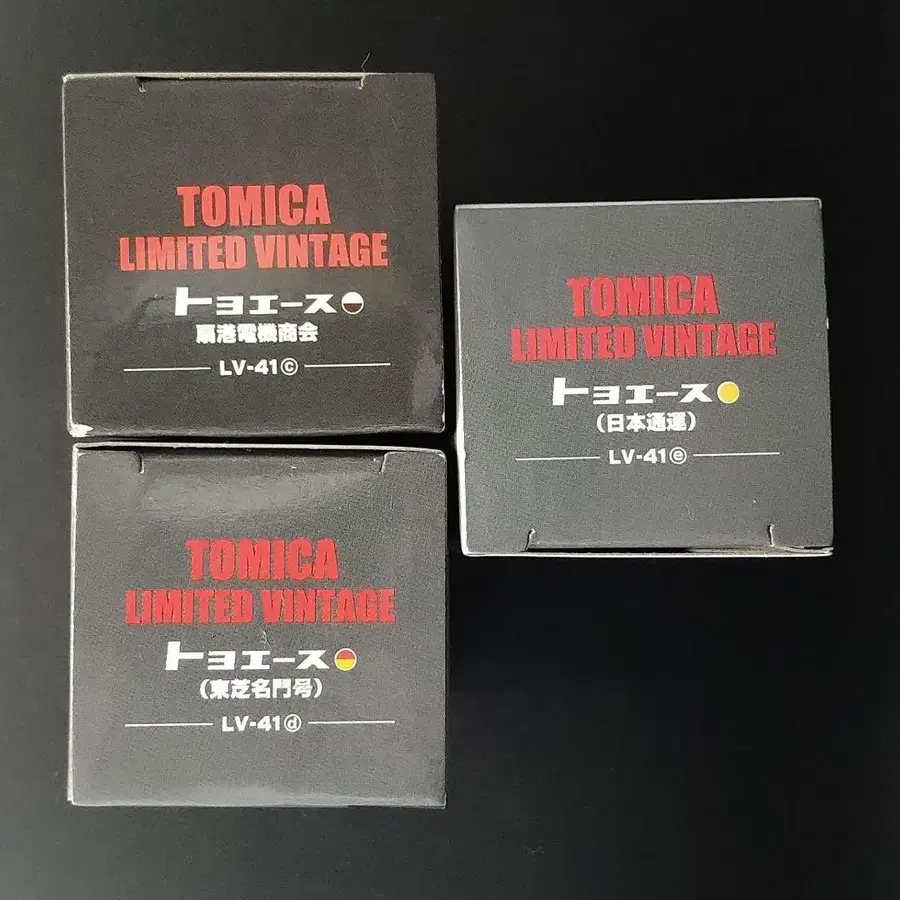 TOMICA
LIMITED VINTAGE
トヨエース
扇港電機商会
LV-41ⓒ
TOMICA
LIMITED VINTAGE
トヨエース
(日本通運)
LV-41ⓔ
TOMICA
LIMITED VINTAGE
トヨエース
(東芝名門号)
LV-41ⓓ